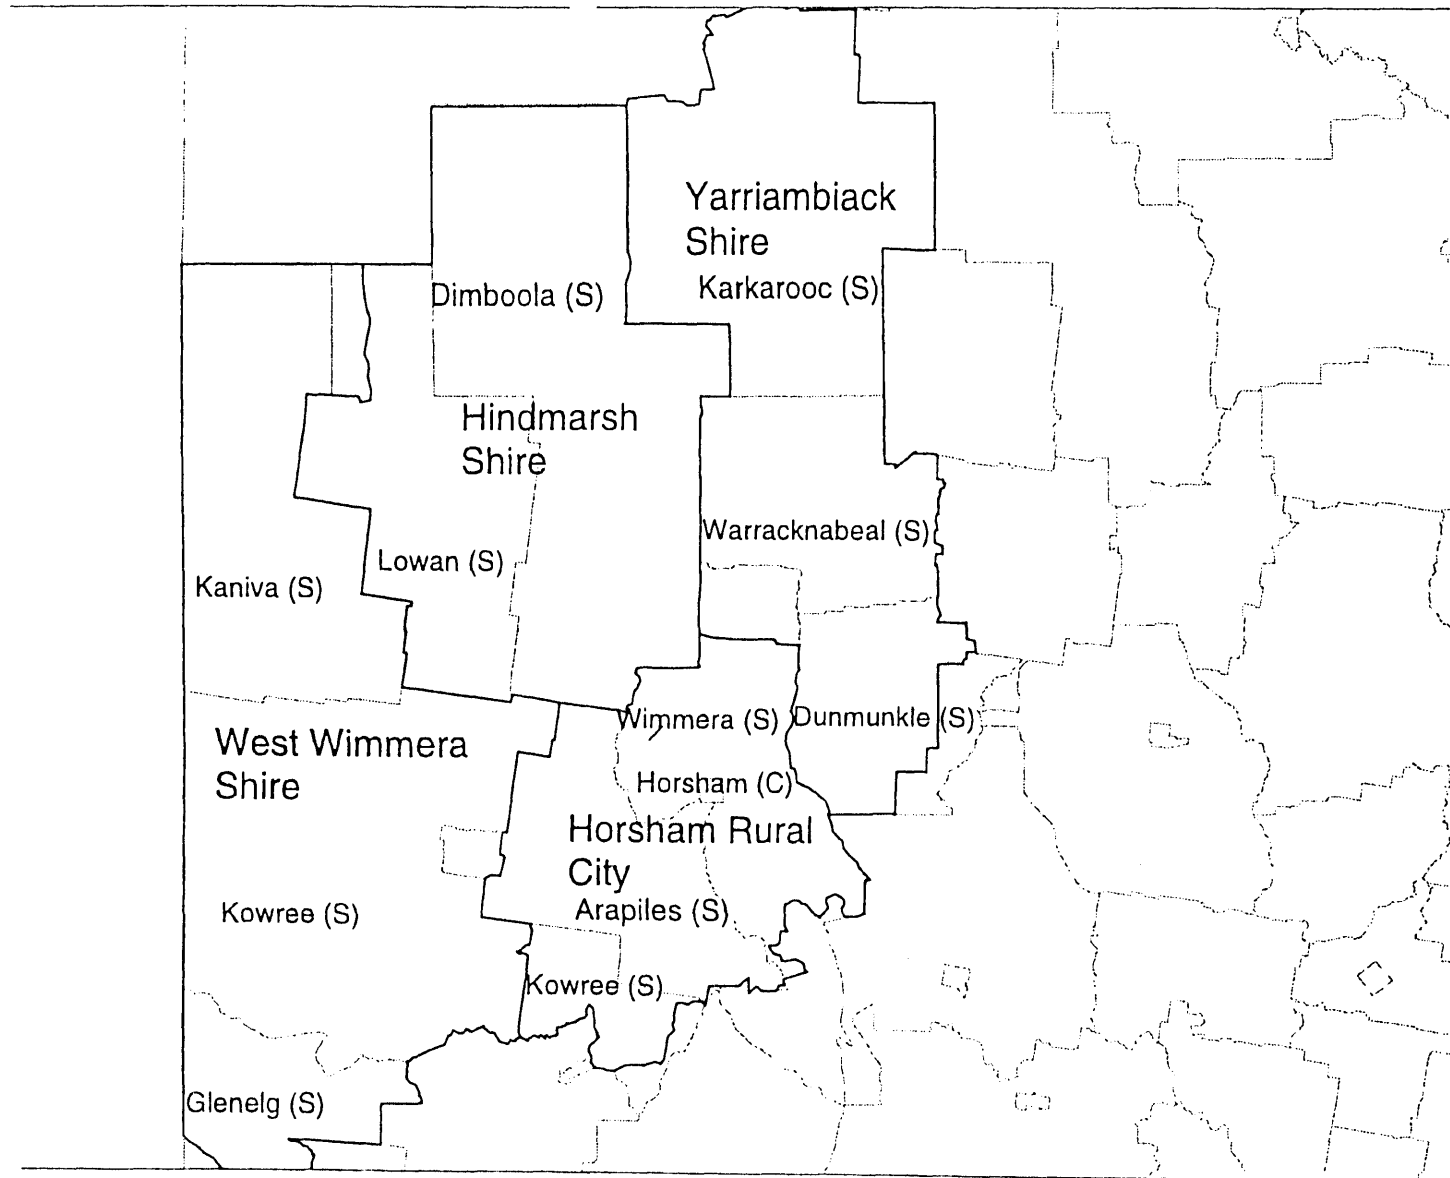 Yarriambiack
Shire
Karkarooc (S)
Dimboola (S)
Hindmarsh
Shire
Warracknabeal (S)
Lowan (S)
Kaniva (S)
Wimmera (S)
Dunmunkle (S)
West Wimmera
Shire
Horsham (C)
Horsham Rural
City
Arapiles (S)
Kowree (S)
Kowree (S)
Glenelg (S)